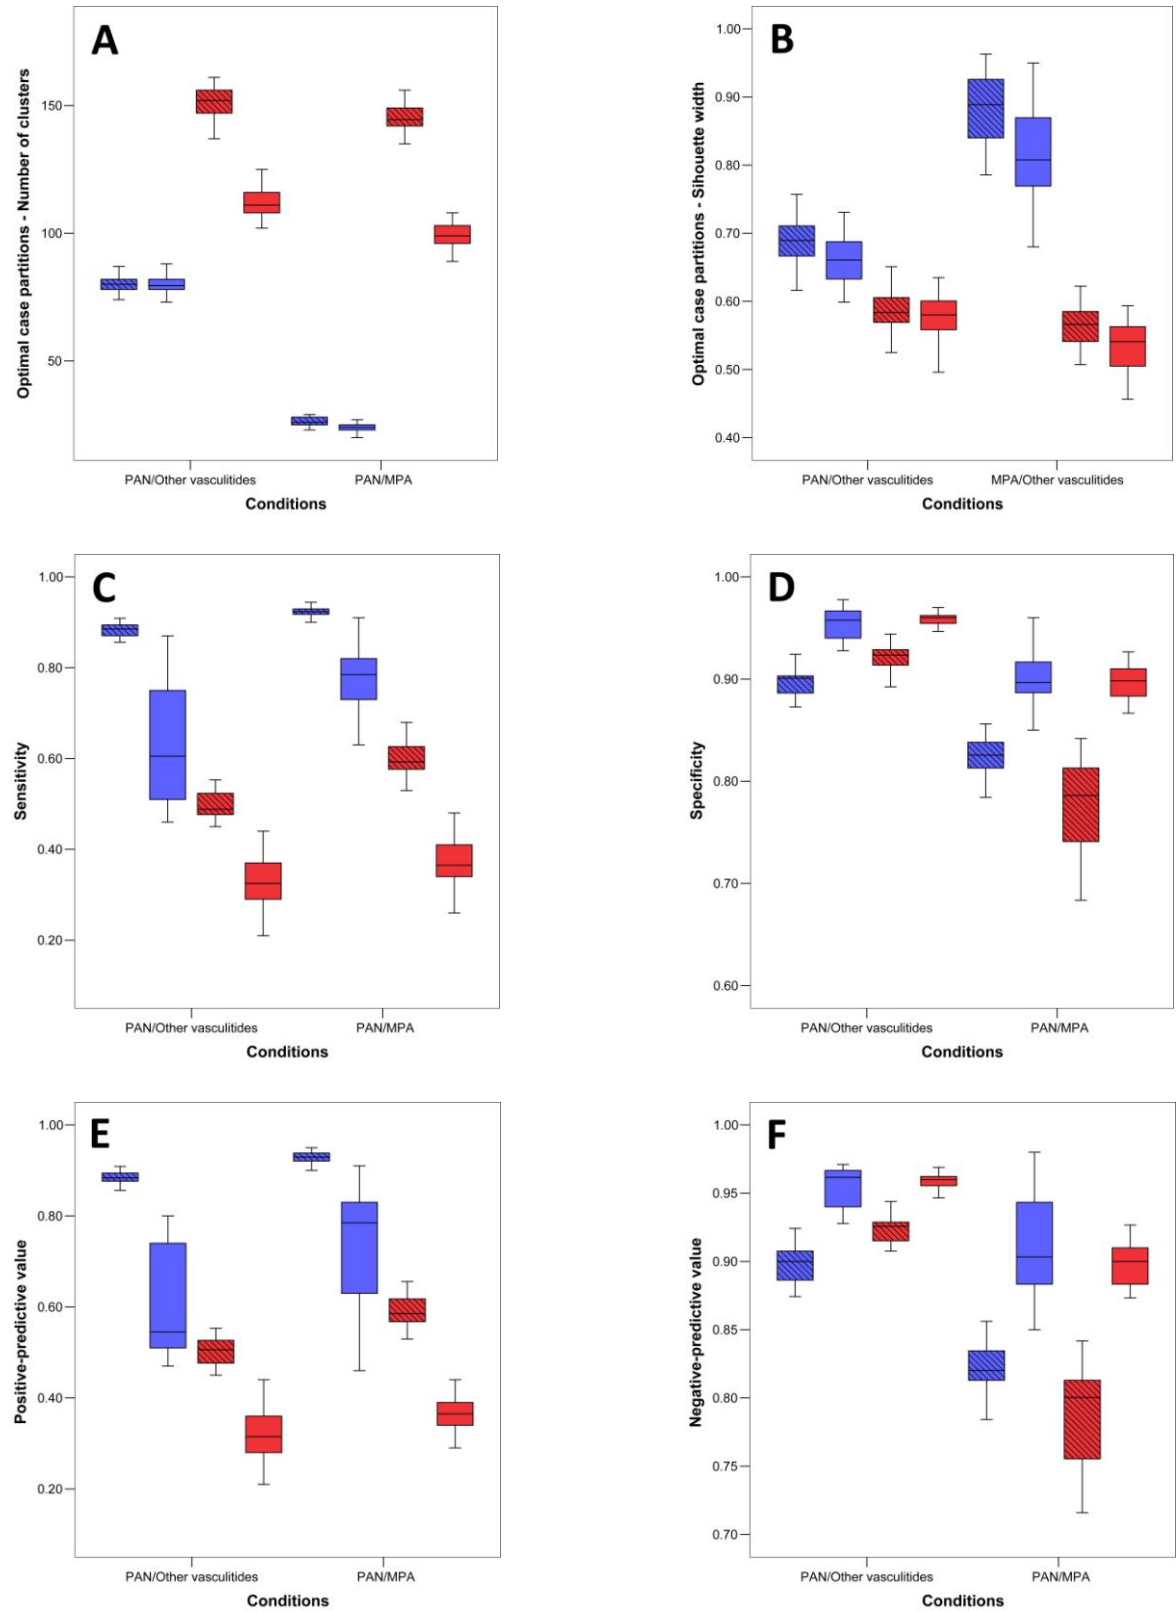 A
Optimal case partitions - Number of clusters
150
100
50
PAN/Other vasculitides
PAN/MPA
Conditions
B
Optimal case partitions - Sihouette width
1.00
0.90
0.80
0.70
0.60
0.50
0.40
PAN/Other vasculitides
MPA/Other vasculitides
Conditions
C
Sensitivity
1.00
0.80
0.60
0.40
0.20
PAN/Other vasculitides
PAN/MPA
Conditions
D
Specificity
1.00
0.90
0.80
0.70
0.60
PAN/Other vasculitides
PAN/MPA
Conditions
E
Positive-predictive value
1.00
0.80
0.60
0.40
0.20
PAN/Other vasculitides
PAN/MPA
Conditions
F
Negative-predictive value
1.00
0.95
0.90
0.85
0.80
0.75
0.70
PAN/Other vasculitides
PAN/MPA
Conditions